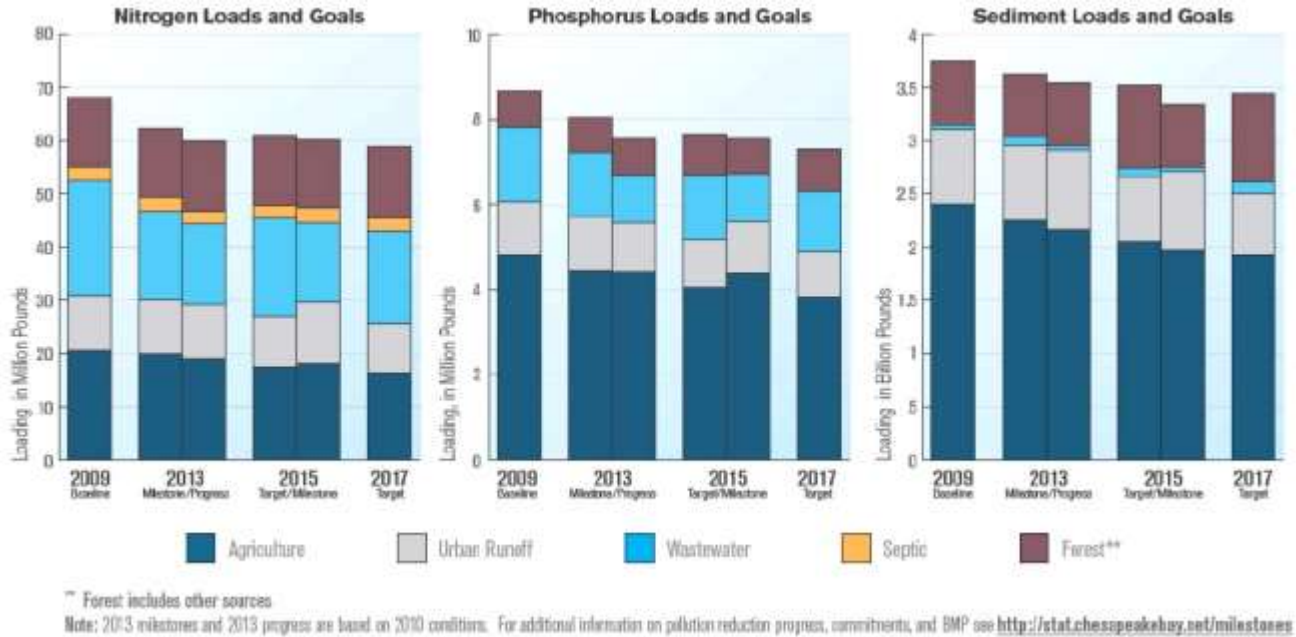 Nitrogen Loads and Goals
80
70
60
50
40
30
20
10
0
Loading in Million Pounds
2009
Baseline
2013
Milestone/Progress
2015
Target/Milestone
2017
Target
Phosphorus Loads and Goals
10
8
6
4
2
0
Loading, in Million Pounds
2009
Baseline
2013
Milestone/Progress
2015
Target/Milestone
2017
Target
Sediment Loads and Goals
4
3.5
3
2.5
2
1.5
1
5
0
Loading in Billion Pounds
2009
Baseline
2013
Milestone/Progress
2015
Target/Milestone
2017
Target
Agriculture
Urban Runoff
Wastewater
Septic
Forest**
** Forest includes other sources
Note: 2013 milestones and 2013 progress are based on 2010 conditions. For additional information on pollution reduction progress, commitments, and BMP see http://stat.chesapeakebay.net/milestones